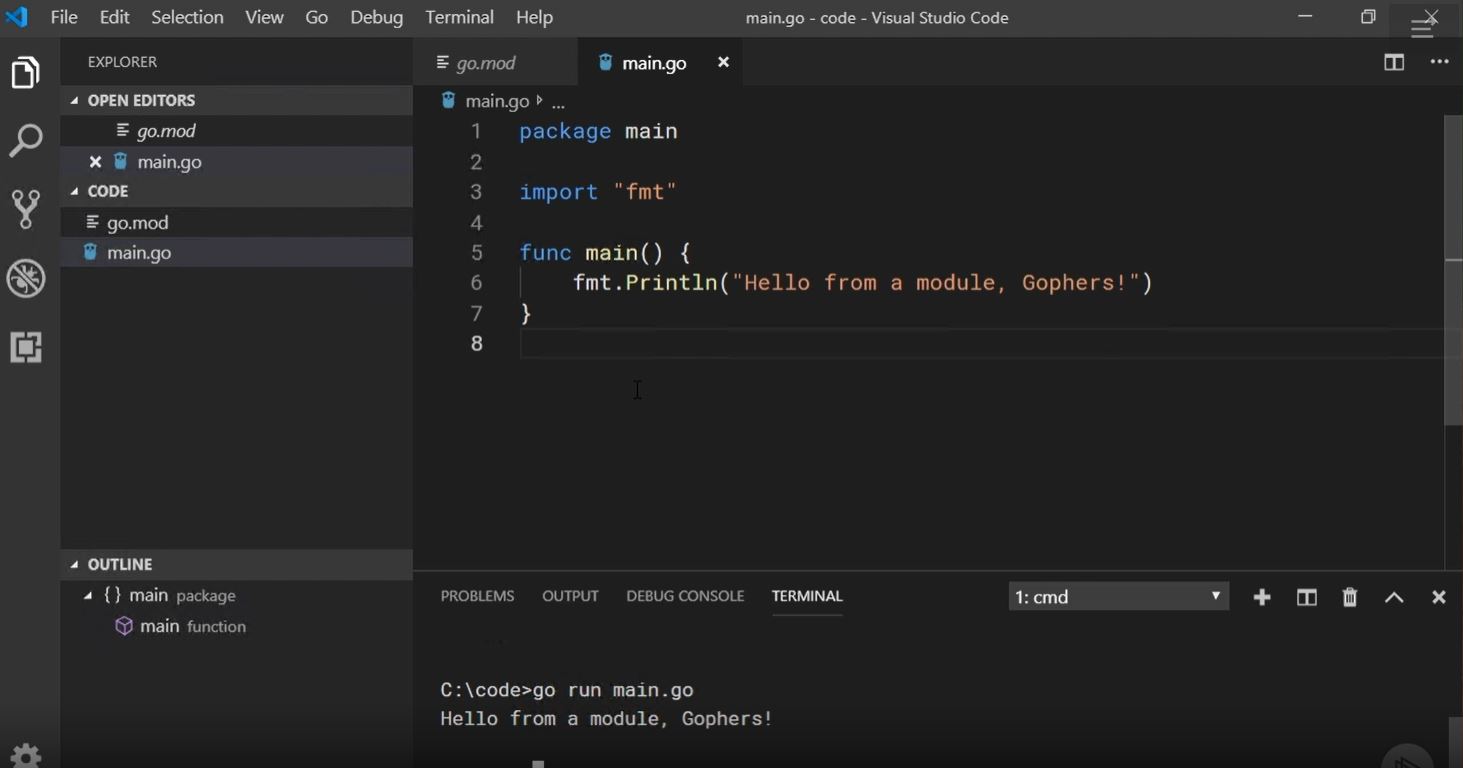 File Edit Selection View Go Debug Terminal Help
main.go - code - Visual Studio Code
EXPLORER
OPEN EDITORS
go.mod
main.go
CODE
go.mod
main.go
OUTLINE
{} main package
main function
go.mod
main.go
main.go ...
1 package main
2
3 import "fmt"
4
5 func main() {
6 fmt.Println("Hello from a module, Gophers!")
7 }
8
PROBLEMS OUTPUT DEBUG CONSOLE TERMINAL
1: cmd
C:\code>go run main.go
Hello from a module, Gophers!